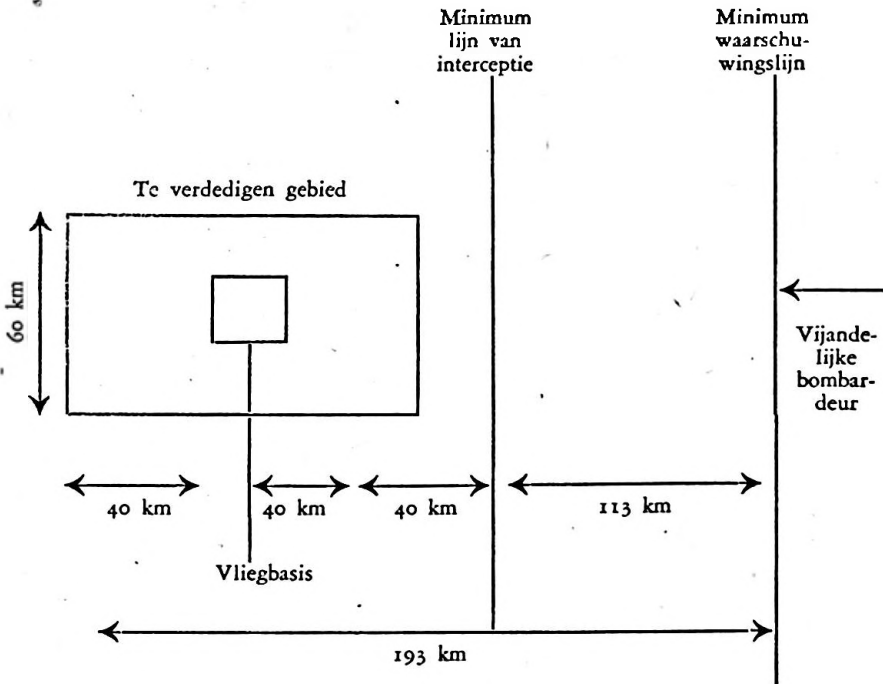 Minimum
lijn van
interceptie
Minimum
waarschu-
wingslijn
Te verdedigen gebied
60 km
Vijande-
lijke
bombar-
deur
40 km
40 km
40 km
113 km
Vliegbasis
193 km